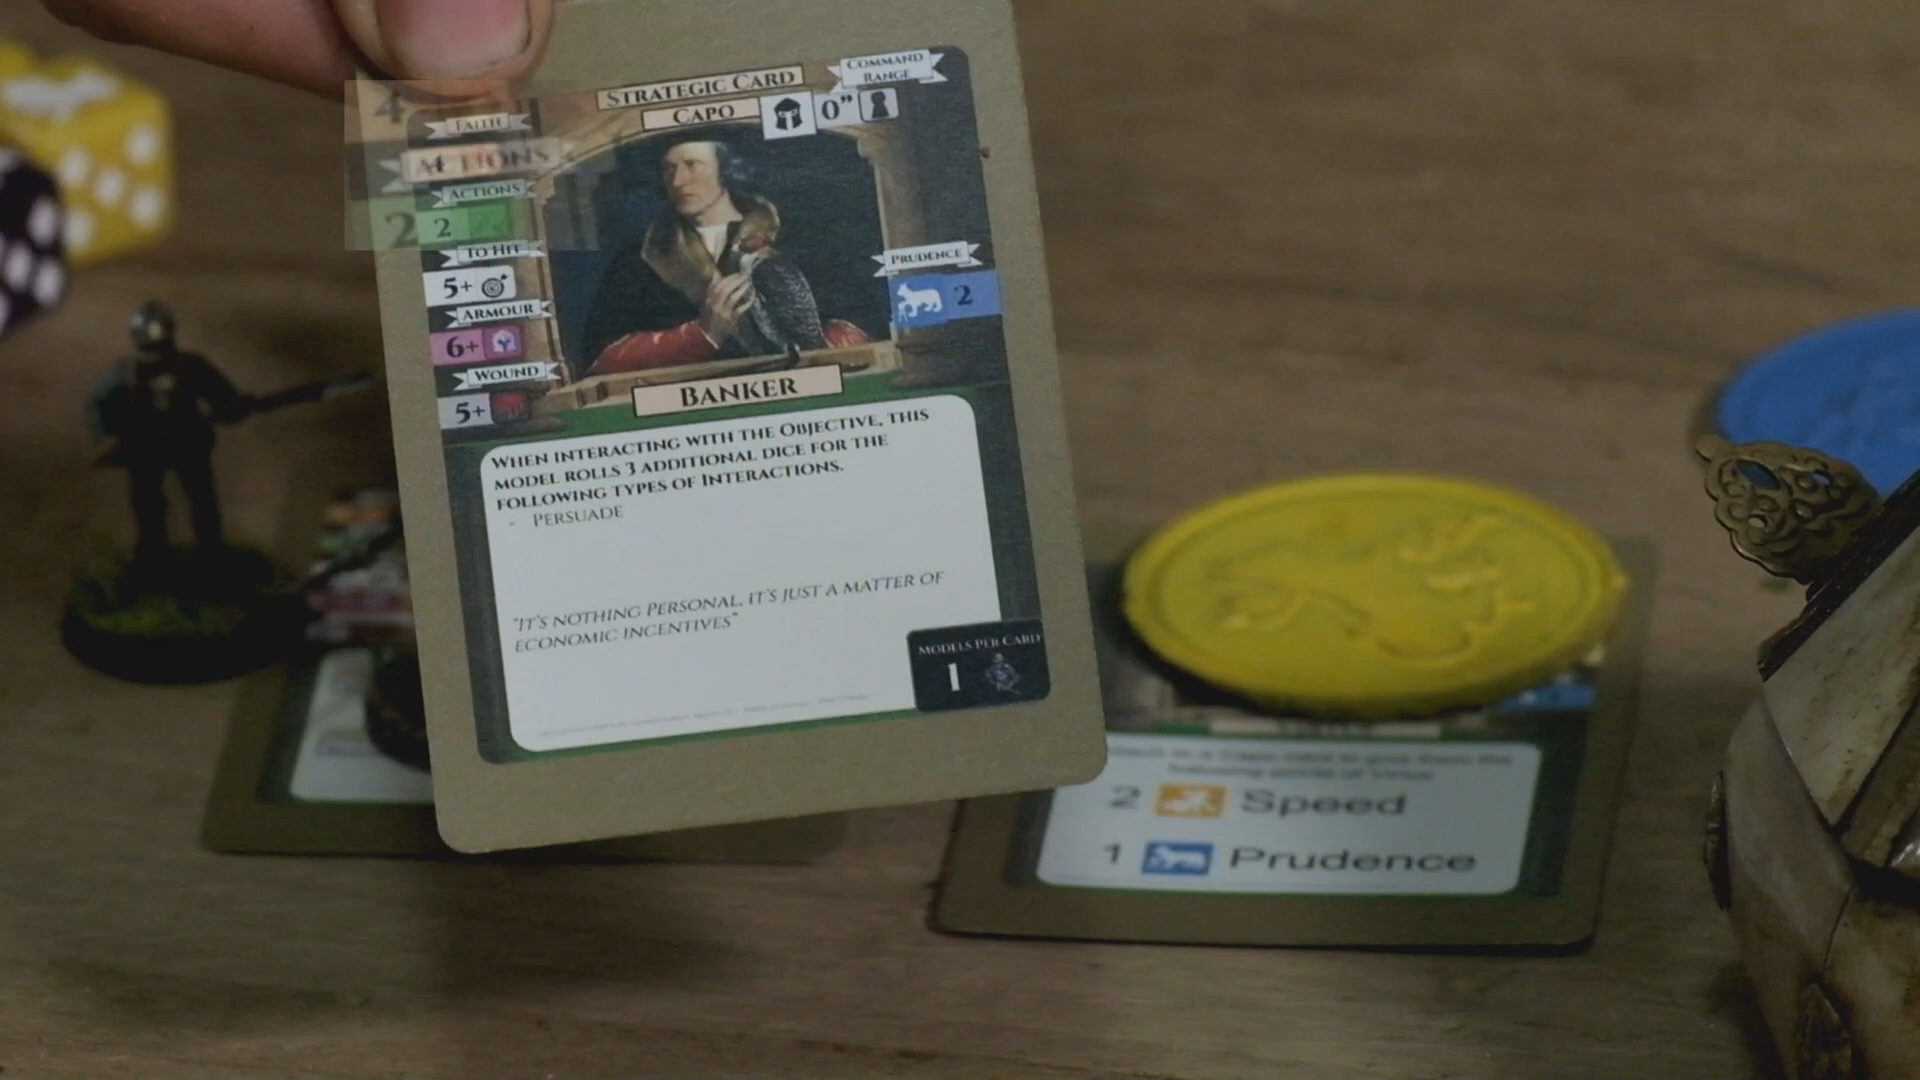 STRATEGIC CARD
COMMAND RANGE
CAPO
0"
FAITH
4
ACTIONS
ACTIONS
2
2
TO HIT
5+
ARMOUR
6+
WOUND
5+
PRUDENCE
2
BANKER
WHEN INTERACTING WITH THE OBJECTIVE, THIS
MODEL ROLLS 3 ADDITIONAL DICE FOR THE
FOLLOWING TYPES OF INTERACTIONS.
- PERSUADE
"IT'S NOTHING PERSONAL, IT'S JUST A MATTER OF
ECONOMIC INCENTIVES"
MODELS PER CARD
1
2 Speed
1 Prudence